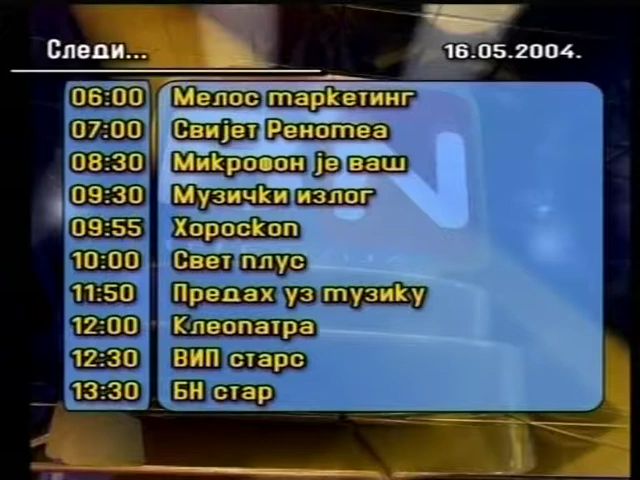 Следи... 16.05.2004.
06:00 Мелос маркетинг
07:00 Свијет Ренотеа
08:30 Микрофон је ваш
09:30 Музички излог
09:55 Хороскоп
10:00 Свет плус
11:50 Предах уз музику
12:00 Клеопатра
12:30 ВИП старс
13:30 БН стар